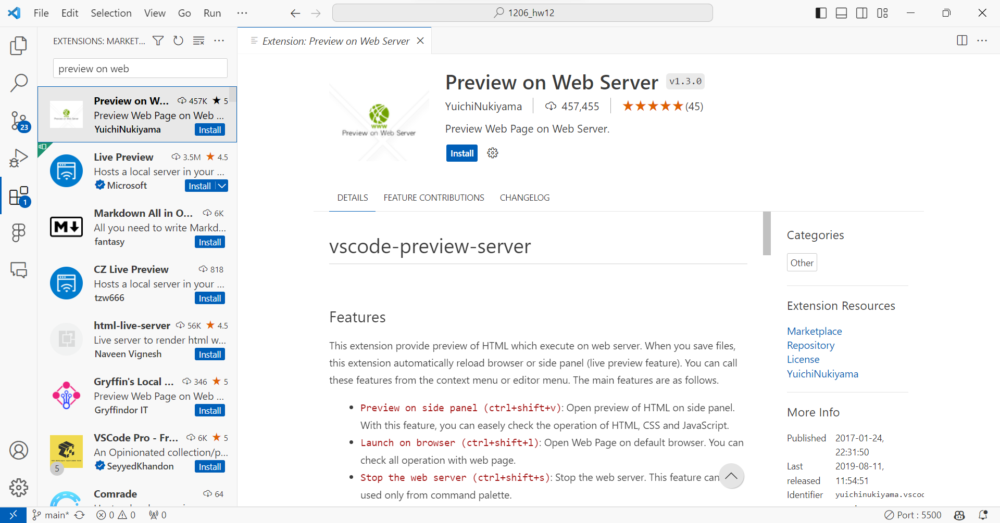 File Edit Selection View Go Run ···
1206_hw12
EXTENSIONS: MARKET...
preview on web
Preview on W... 457K ★ 5
Preview Web Page on Web ...
YuichiNukiyama Install
Live Preview 3.5M ★ 4.5
Hosts a local server in your ...
Microsoft Install
Markdown All in O... 6K
All you need to write Markd...
fantasy Install
CZ Live Preview 818
Hosts a local server in your ...
tzw666 Install
html-live-server 56K ★ 4.5
Live server to render html w...
Naveen Vignesh Install
Gryffin's Local ... 346 ★ 5
Preview Web Page on Web ...
Gryffindor IT Install
VSCode Pro - Fr... 6K ★ 5
An Opinionated collection/p...
SeyyedKhandon Install
5
Comrade 64
23
1
Extension: Preview on Web Server
www
Preview on Web Server
Preview on Web Server v1.3.0
YuichiNukiyama 457,455 ★★★★★(45)
Preview Web Page on Web Server.
Install
DETAILS FEATURE CONTRIBUTIONS CHANGELOG
vscode-preview-server
Features
This extension provide preview of HTML which execute on web server. When you save files,
this extension automatically reload browser or side panel (live preview feature). You can call
these features from the context menu or editor menu. The main features are as follows.
• Preview on side panel (ctrl+shift+v): Open preview of HTML on side panel.
With this feature, you can easely check the operation of HTML, CSS and JavaScript.
• Launch on browser (ctrl+shift+l): Open Web Page on default browser. You can
check all operation with web page.
• Stop the web server (ctrl+shift+s): Stop the web server. This feature can
used only from command palette.
Categories
Other
Extension Resources
Marketplace
Repository
License
YuichiNukiyama
More Info
Published 2017-01-24,
22:31:50
Last 2019-08-11,
released 11:54:51
Identifier yuichinukiyama.vscod
main* 0 0 0
Port : 5500